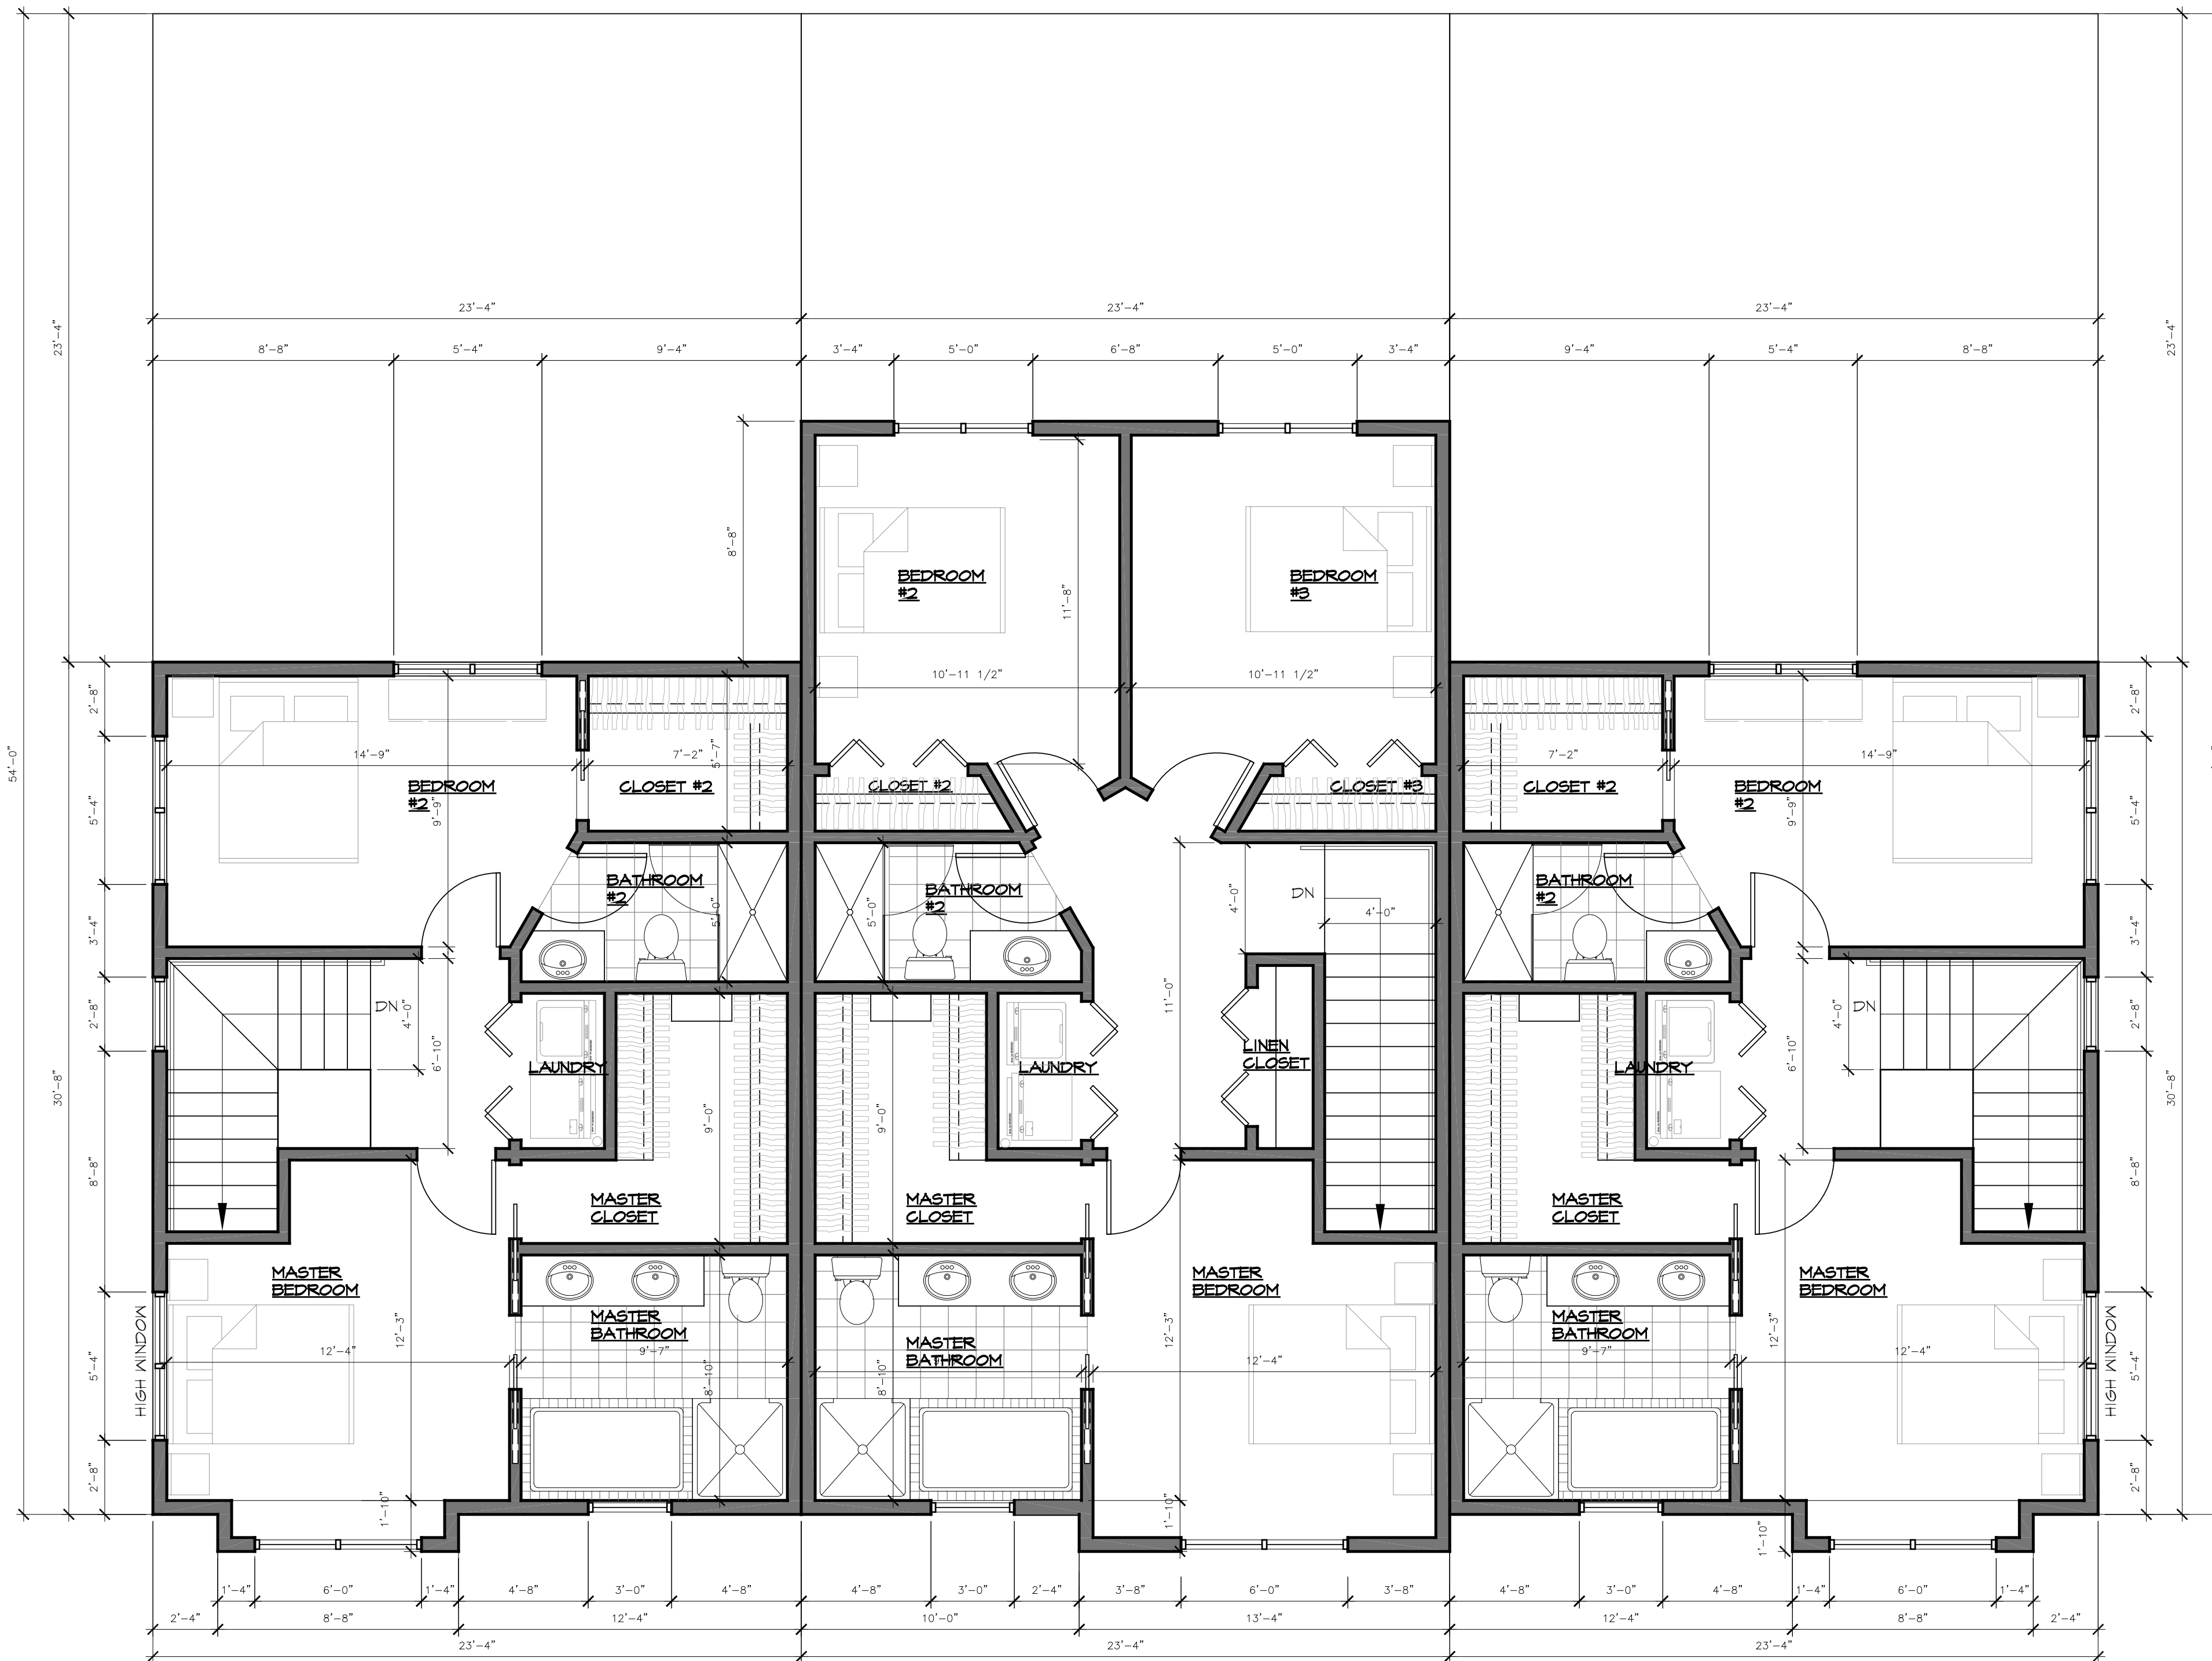 23'-4" 23'-4" 23'-4"
8'-8" 5'-4" 9'-4" 3'-4" 5'-0" 6'-8" 5'-0" 3'-4" 9'-4" 5'-4" 8'-8"
23'-4" 23'-4"
8'-8"
BEDROOM BEDROOM
#2 #3
11'-8"
10'-11 1/2" 10'-11 1/2"
54'-0"
2'-8" 2'-8"
14'-9" 7'-2" 5'-7" 7'-2" 14'-9"
BEDROOM CLOSET #2 CLOSET #2 CLOSET #3 CLOSET #2 BEDROOM
#2 #2
5'-4" 9'-9" 9'-9" 5'-4"
BATHROOM BATHROOM BATHROOM
#2 #2 #2
3'-4" 5'-0" 5'-0" 4'-0" DN 4'-0" 3'-4"
2'-8" DN 4'-0" 11'-0" 4'-0" DN 2'-8"
6'-10" 6'-10"
LAUNDRY LAUNDRY LINEN LAUNDRY
CLOSET
30'-8" 9'-0" 9'-0" 30'-8"
8'-8" 8'-8"
MASTER MASTER MASTER
CLOSET CLOSET CLOSET
MASTER MASTER MASTER
BEDROOM BEDROOM BEDROOM
MASTER MASTER MASTER
BATHROOM BATHROOM BATHROOM
HIGH WINDOW HIGH WINDOW
5'-4" 12'-4" 12'-3" 9'-7" 8'-10" 8'-10" 12'-3" 12'-4" 9'-7" 12'-3" 12'-4" 5'-4"
2'-8" 2'-8"
1'-10" 1'-10" 1'-10"
1'-4" 6'-0" 1'-4" 4'-8" 3'-0" 4'-8" 4'-8" 3'-0" 2'-4" 3'-8" 6'-0" 3'-8" 4'-8" 3'-0" 4'-8" 1'-4" 6'-0" 1'-4"
2'-4" 8'-8" 12'-4" 10'-0" 13'-4" 12'-4" 8'-8" 2'-4"
23'-4" 23'-4" 23'-4"